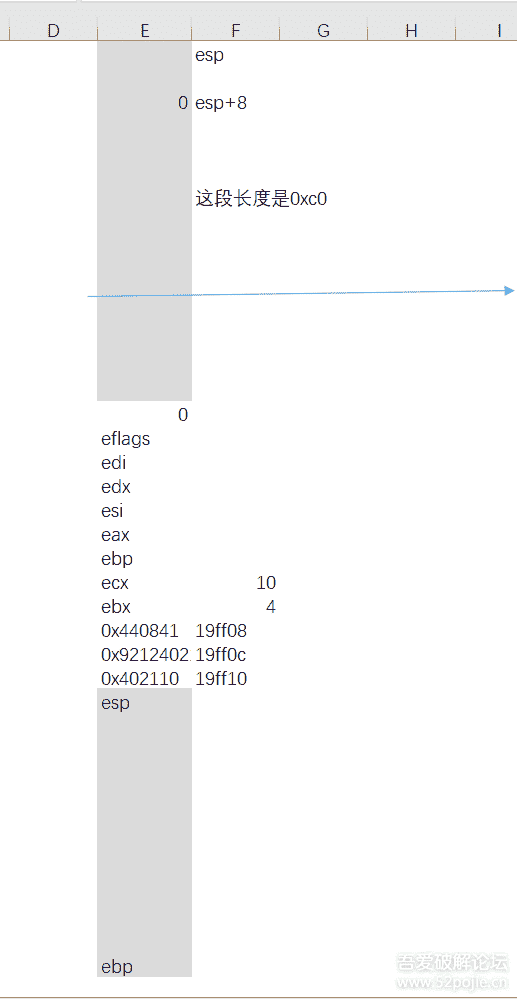 D E F G H I
esp
0 esp+8
这段长度是0xc0
0
eflags
edi
edx
esi
eax
ebp
ecx 10
ebx 4
0x440841 19ff08
0x9212402 19ff0c
0x402110 19ff10
esp
ebp
吾爱破解论坛
www.52pojie.cn